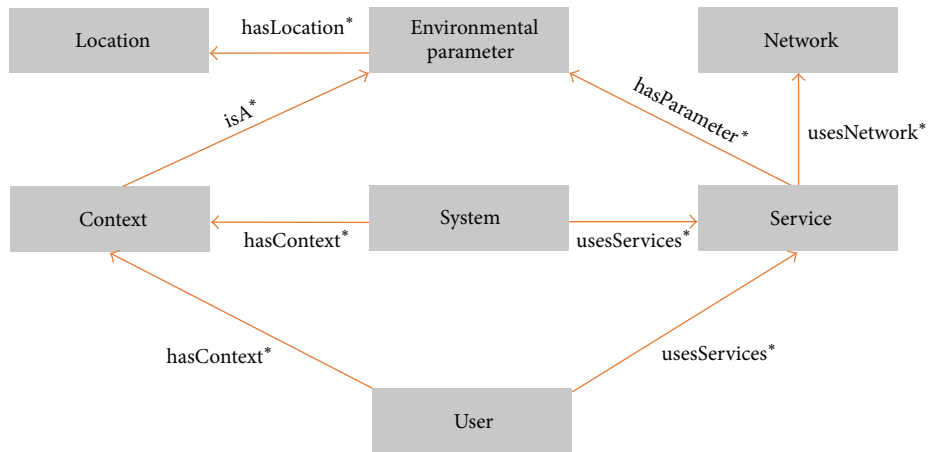 Location
hasLocation*
Environmental
parameter
Network
isA*
hasParameter*
usesNetwork*
Context
hasContext*
System
usesServices*
Service
hasContext*
usesServices*
User